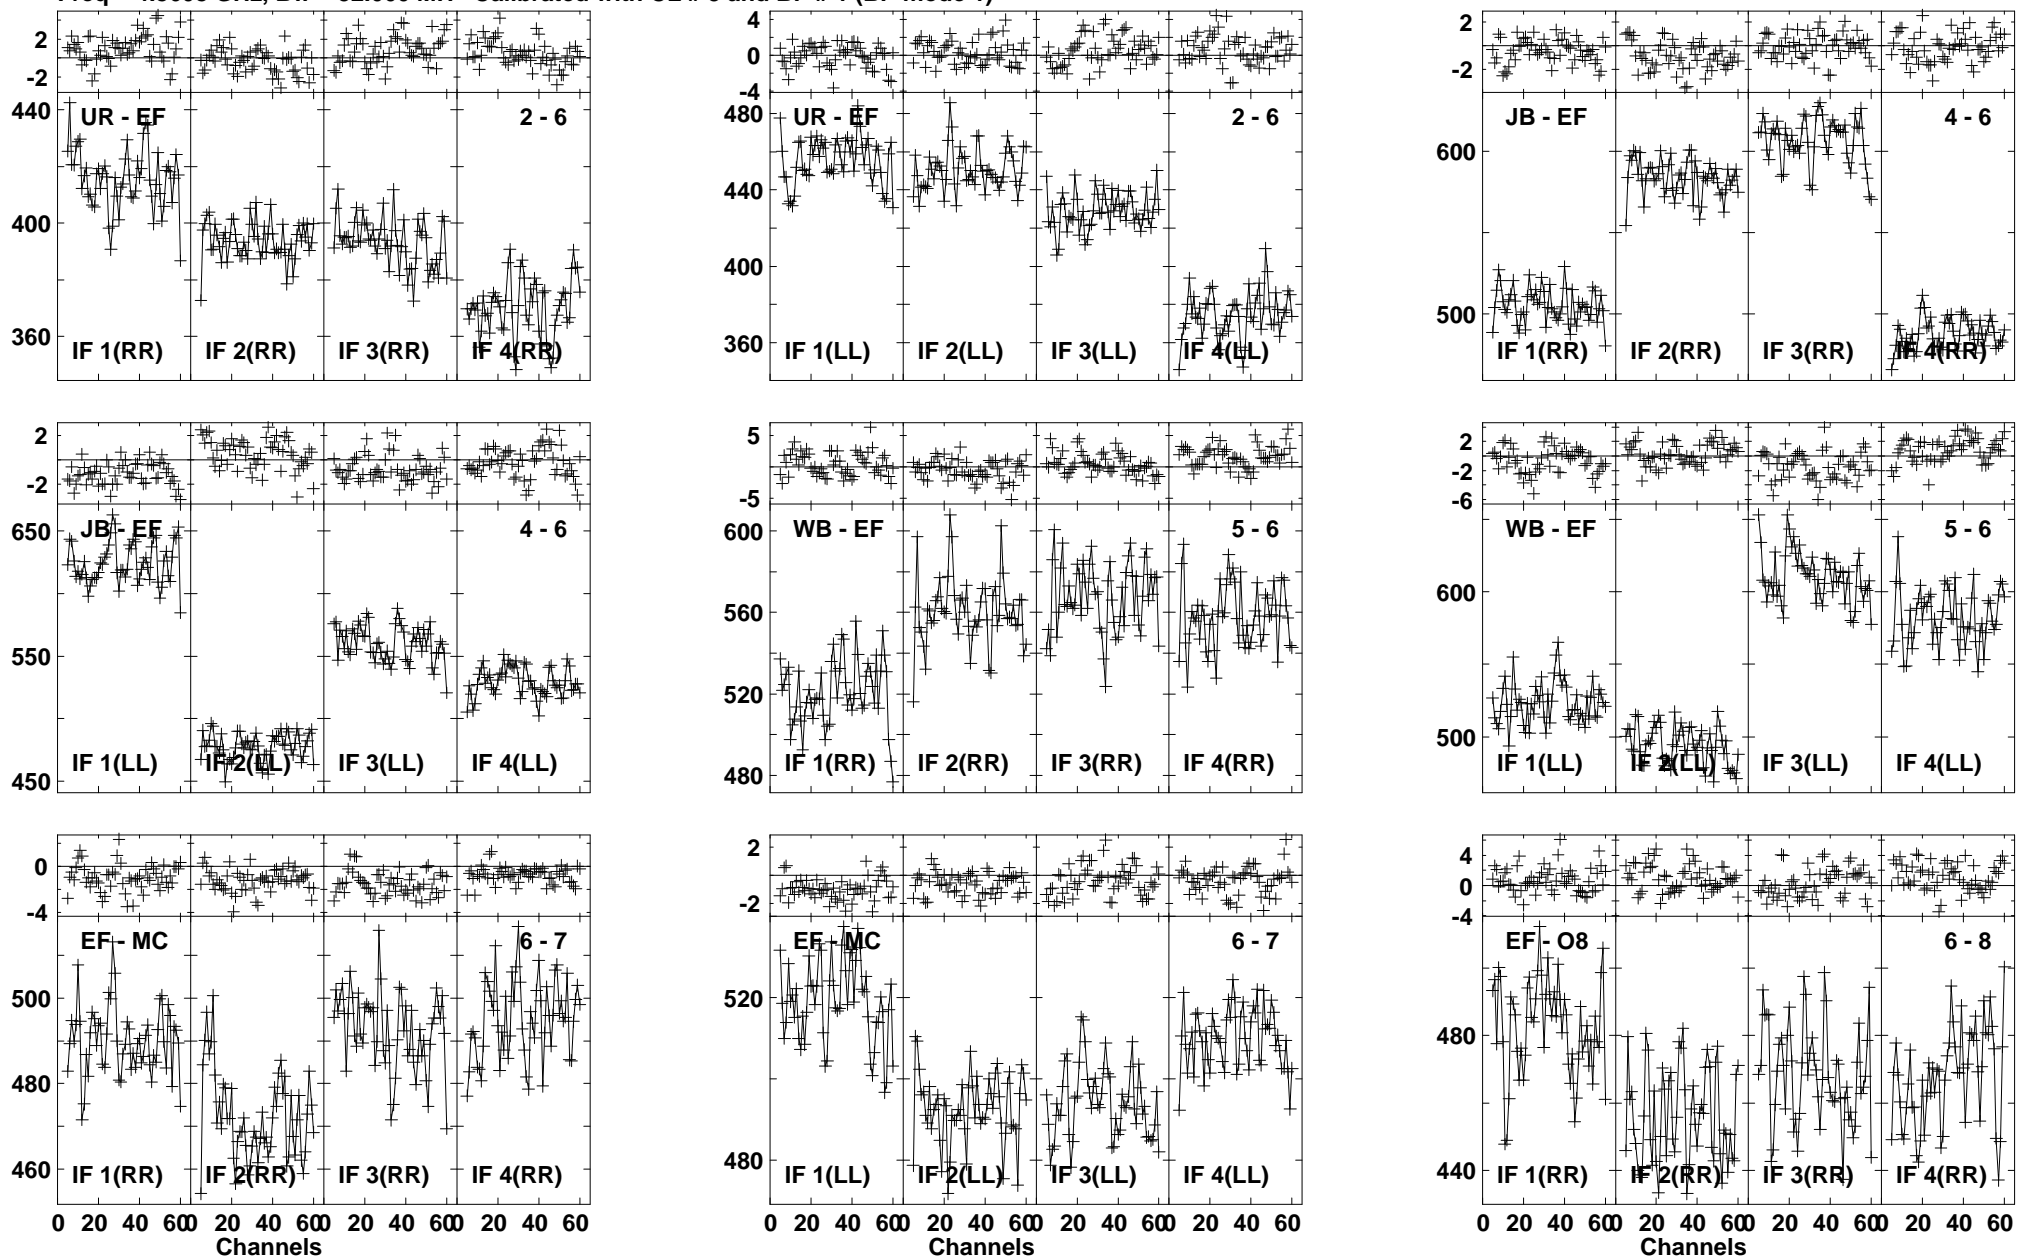 2 4 2
0 2 0
-2 0 -2
-4
440 UR - EF 2 - 6 480 UR - EF 2 - 6 JB - EF 4 - 6
600
440
400
400
500
360 360
IF 1(RR) IF 2(RR) IF 3(RR) IF 4(RR) IF 1(LL) IF 2(LL) IF 3(LL) IF 4(LL) IF 1(RR) IF 2(RR) IF 3(RR) IF 4(RR)
2 5 2
-2 -5 -2
-6
650 JB - EF 4 - 6 600 WB - EF 5 - 6 WB - EF 5 - 6
600
560
550
520
500
450 480
IF 1(LL) IF 2(LL) IF 3(LL) IF 4(LL) IF 1(RR) IF 2(RR) IF 3(RR) IF 4(RR) IF 1(LL) IF 2(LL) IF 3(LL) IF 4(LL)
0 2 4
-4 -2 0
-4
EF - MC 6 - 7 EF - MC 6 - 7 EF - O8 6 - 8
500 520 480
480
460 480 440
IF 1(RR) IF 2(RR) IF 3(RR) IF 4(RR) IF 1(LL) IF 2(LL) IF 3(LL) IF 4(LL) IF 1(RR) IF 2(RR) IF 3(RR) IF 4(RR)
0 20 40 60 0 20 40 60 0 20 40 60 0 20 40 60 0 20 40 60 0 20 40 60 0 20 40 60 0 20 40 60 0 20 40 60 0 20 40 60 0 20 40 60 0 20 40 60
Channels Channels Channels